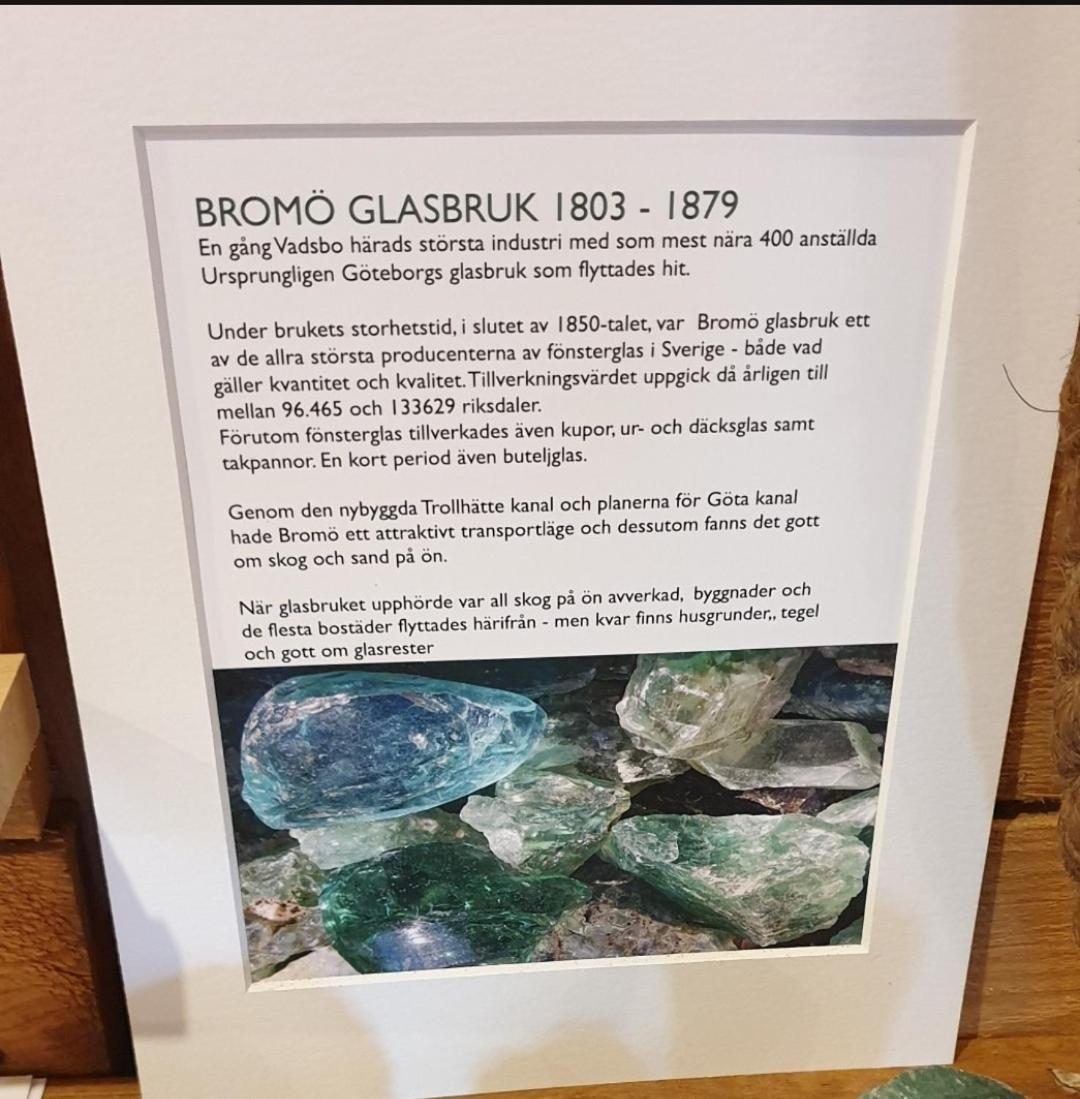 BROMÖ GLASBRUK 1803 - 1879
En gång Vadsbo härads största industri med som mest nära 400 anställda
Ursprungligen Göteborgs glasbruk som flyttades hit.
Under brukets storhetstid, i slutet av 1850-talet, var Bromö glasbruk ett
av de allra största producenterna av fönsterglas i Sverige - både vad
gäller kvantitet och kvalitet. Tillverkningsvärdet uppgick då årligen till
mellan 96.465 och 133629 riksdaler.
Förutom fönsterglas tillverkades även kupor, ur- och däcksglas samt
takpannor. En kort period även buteljglas.
Genom den nybyggda Trollhätte kanal och planerna för Göta kanal
hade Bromö ett attraktivt transportläge och dessutom fanns det gott
om skog och sand på ön.
När glasbruket upphörde var all skog på ön avverkad, byggnader och
de flesta bostäder flyttades härifrån - men kvar finns husgrunder,, tegel
och gott om glasrester